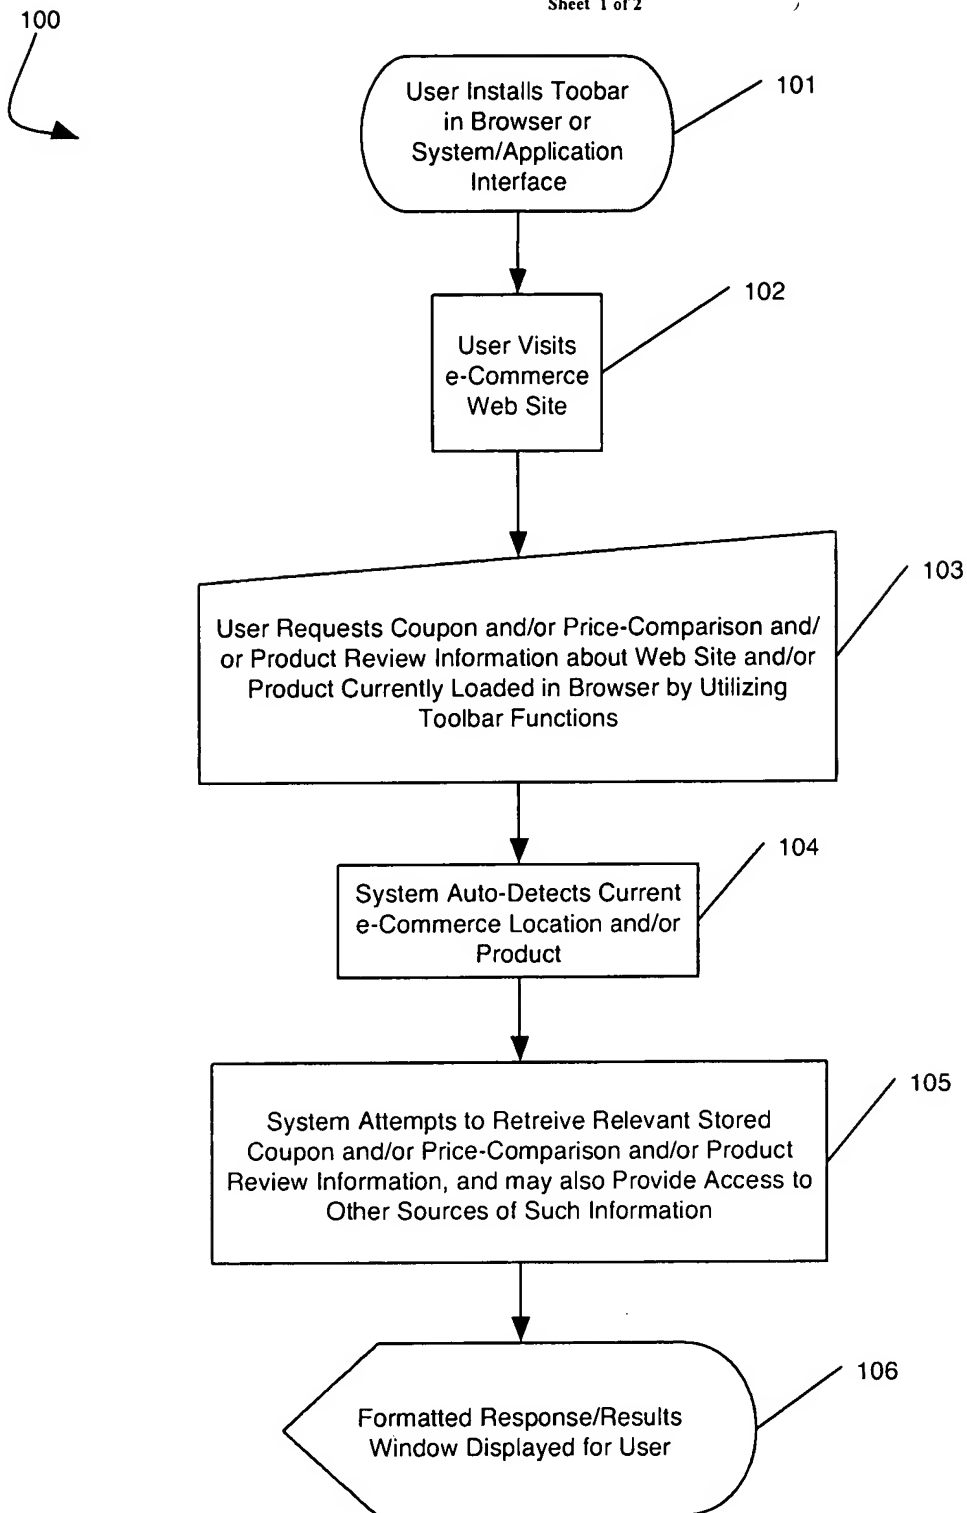 Sheet 1 of 2
100
User Installs Toobar
in Browser or
System/Application
Interface
101
User Visits
e-Commerce
Web Site
102
User Requests Coupon and/or Price-Comparison and/
or Product Review Information about Web Site and/or
Product Currently Loaded in Browser by Utilizing
Toolbar Functions
103
System Auto-Detects Current
e-Commerce Location and/or
Product
104
System Attempts to Retreive Relevant Stored
Coupon and/or Price-Comparison and/or Product
Review Information, and may also Provide Access to
Other Sources of Such Information
105
Formatted Response/Results
Window Displayed for User
106